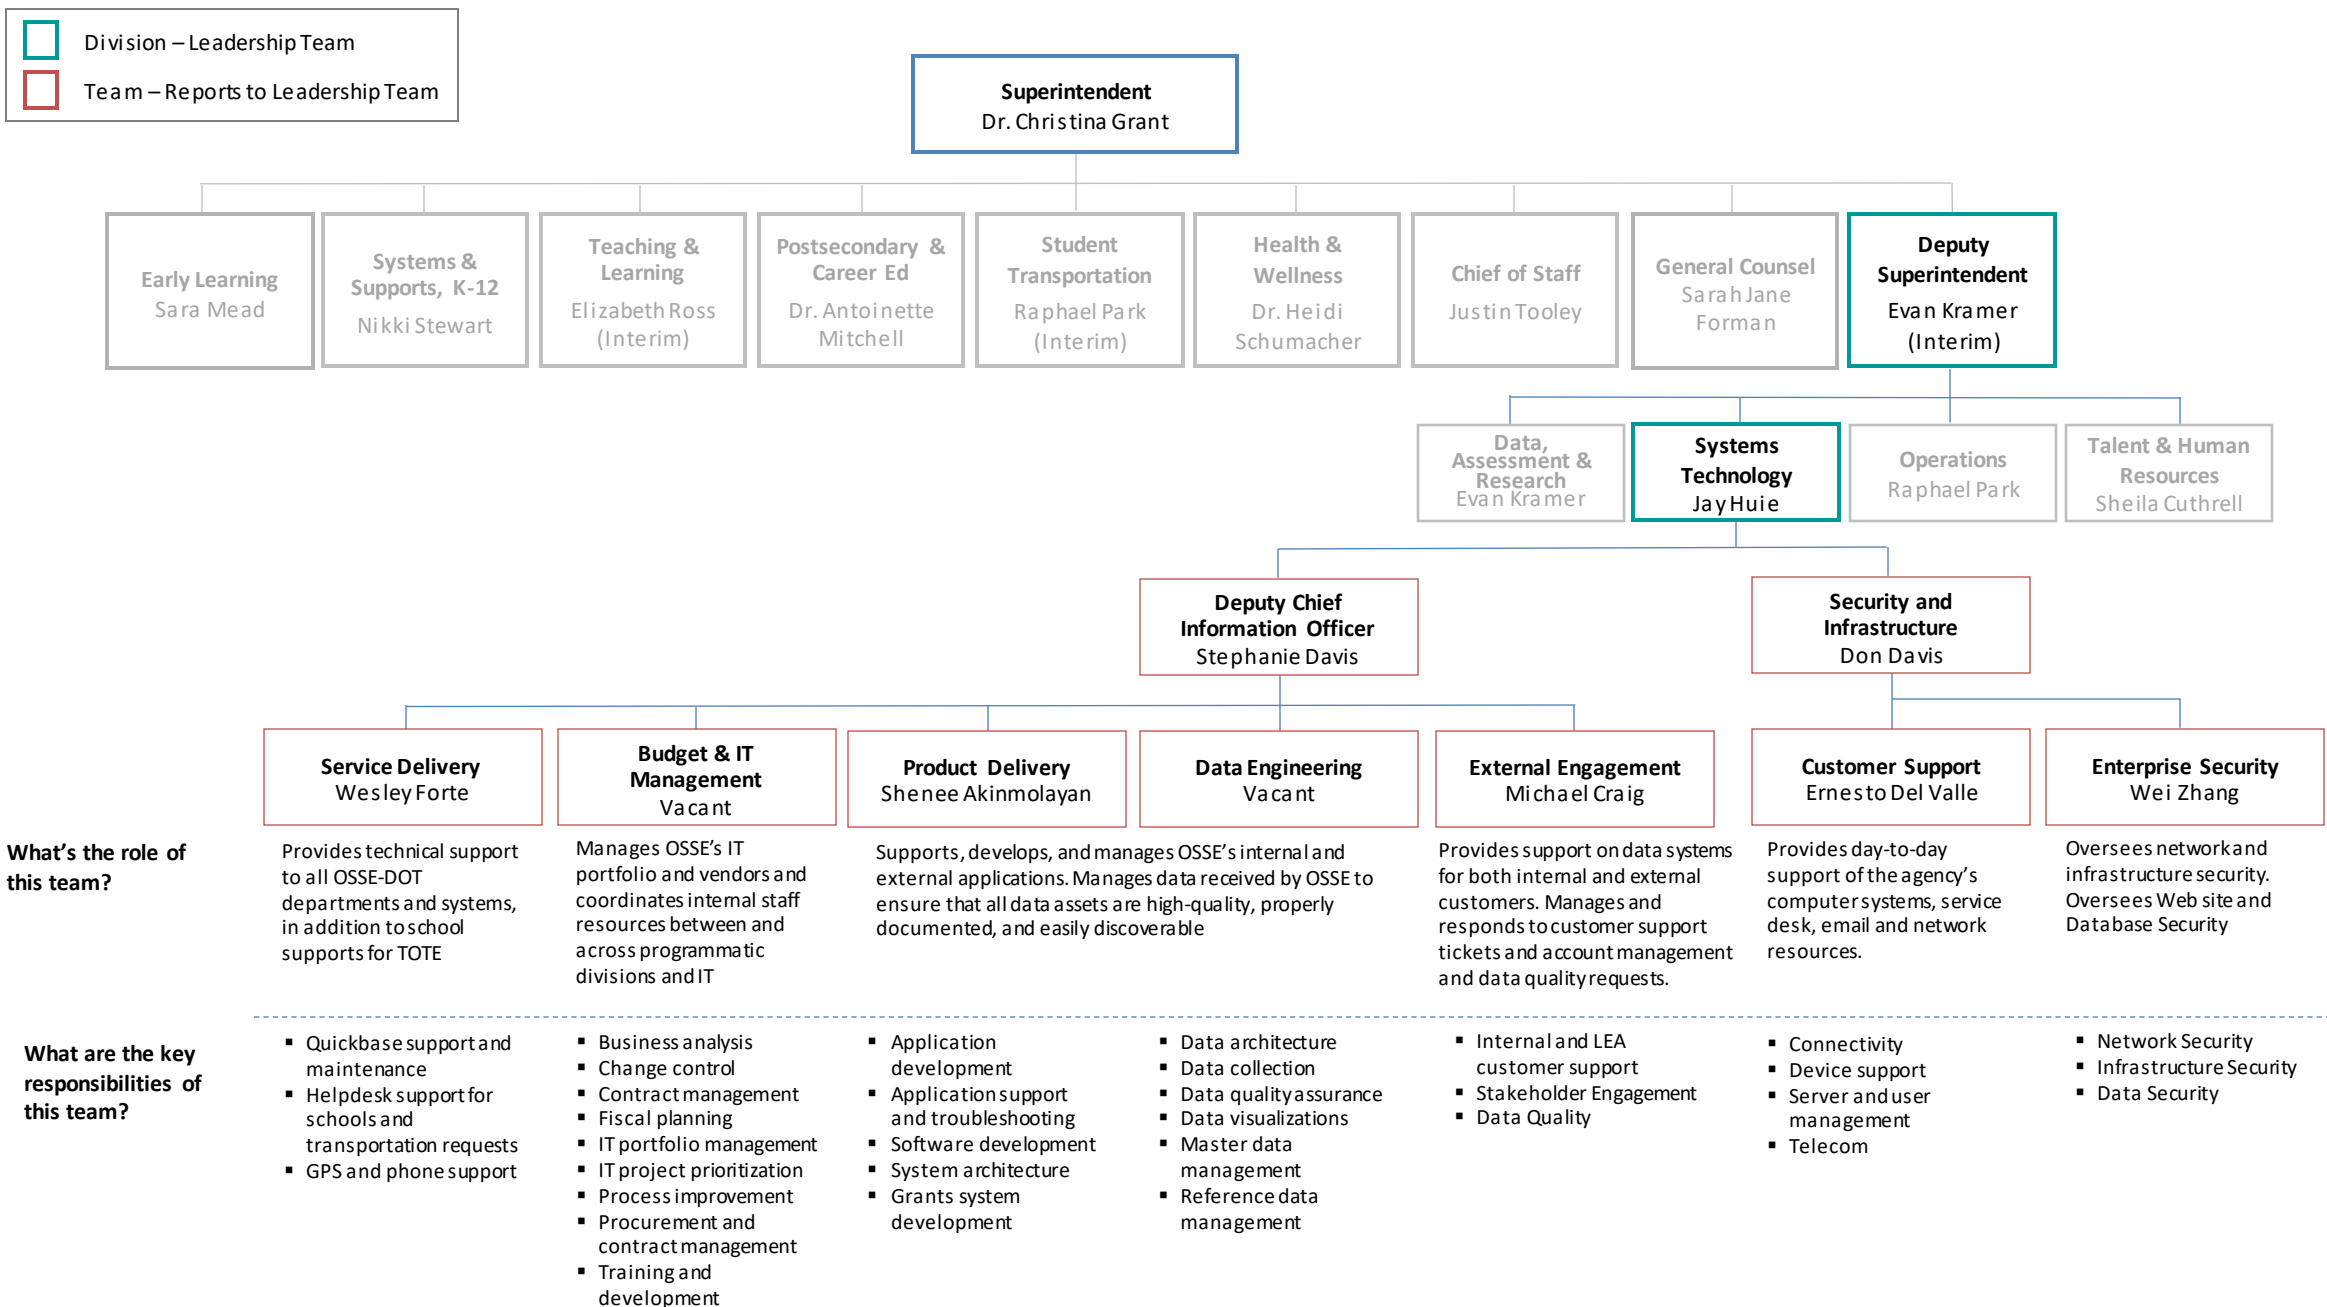 Division – Leadership Team
Team – Reports to Leadership Team
Superintendent
Dr. Christina Grant
Early Learning
Sara Mead
Systems &
Supports, K-12
Nikki Stewart
Teaching &
Learning
Elizabeth Ross
(Interim)
Postsecondary &
Career Ed
Dr. Antoinette
Mitchell
Student
Transportation
Raphael Park
(Interim)
Health &
Wellness
Dr. Heidi
Schumacher
Chief of Staff
Justin Tooley
General Counsel
Sarah Jane
Forman
Deputy
Superintendent
Evan Kramer
(Interim)
Data,
Assessment &
Research
Evan Kramer
Systems
Technology
Jay Huie
Operations
Raphael Park
Talent & Human
Resources
Sheila Cuthrell
Deputy Chief
Information Officer
Stephanie Davis
Security and
Infrastructure
Don Davis
Service Delivery
Wesley Forte
Budget & IT
Management
Vacant
Product Delivery
Shenee Akinmolayan
Data Engineering
Vacant
External Engagement
Michael Craig
Customer Support
Ernesto Del Valle
Enterprise Security
Wei Zhang
What's the role of
this team?
Provides technical support
to all OSSE-DOT
departments and systems,
in addition to school
supports for TOTE
Manages OSSE's IT
portfolio and vendors and
coordinates internal staff
resources between and
across programmatic
divisions and IT
Supports, develops, and manages OSSE's internal and
external applications. Manages data received by OSSE to
ensure that all data assets are high-quality, properly
documented, and easily discoverable
Provides support on data systems
for both internal and external
customers. Manages and
responds to customer support
tickets and account management
and data quality requests.
Provides day-to-day
support of the agency's
computer systems, service
desk, email and network
resources.
Oversees network and
infrastructure security.
Oversees Web site and
Database Security
What are the key
responsibilities of
this team?
▪ Quickbase support and
maintenance
▪ Helpdesk support for
schools and
transportation requests
▪ GPS and phone support
▪ Business analysis
▪ Change control
▪ Contract management
▪ Fiscal planning
▪ IT portfolio management
▪ IT project prioritization
▪ Process improvement
▪ Procurement and
contract management
▪ Training and
development
▪ Application
development
▪ Application support
and troubleshooting
▪ Software development
▪ System architecture
▪ Grants system
development
▪ Data architecture
▪ Data collection
▪ Data quality assurance
▪ Data visualizations
▪ Master data
management
▪ Reference data
management
▪ Internal and LEA
customer support
▪ Stakeholder Engagement
▪ Data Quality
▪ Connectivity
▪ Device support
▪ Server and user
management
▪ Telecom
▪ Network Security
▪ Infrastructure Security
▪ Data Security